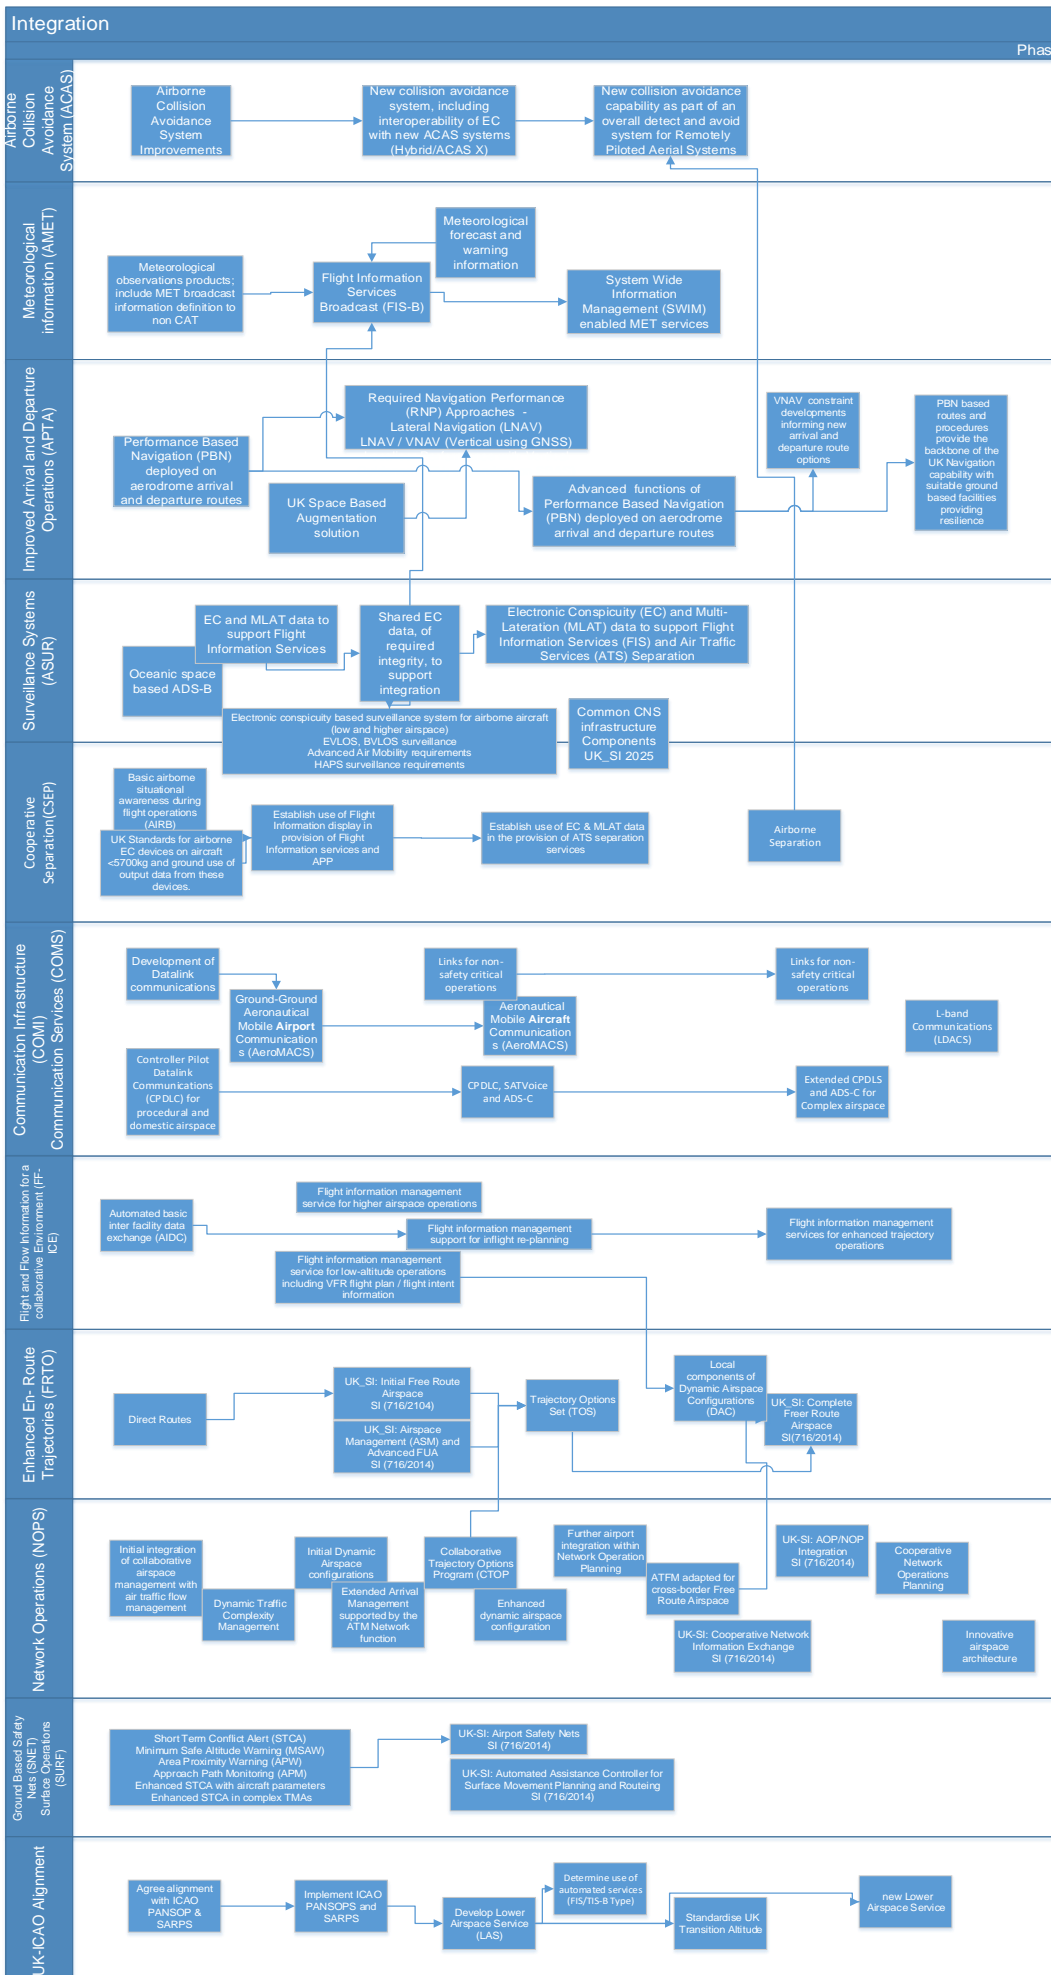 Integration
Phas
Airborne
Collision
Avoidance
System (ACAS)
Airborne
Collision
Avoidance
System
Improvements
New collision avoidance
system, including
interoperability of EC
with new ACAS systems
(Hybrid/ACAS X)
New collision avoidance
capability as part of an
overall detect and avoid
system for Remotely
Piloted Aerial Systems
Meteorological
information (AMET)
Meteorological
observations products;
include MET broadcast
information definition to
non CAT
Flight Information
Services
Broadcast (FIS-B)
Meteorological
forecast and
warning
information
System Wide
Information
Management (SWIM)
enabled MET services
Improved Arrival and Departure
Operations (APTA)
Performance Based
Navigation (PBN)
deployed on
aerodrome arrival
and departure routes
Required Navigation Performance
(RNP) Approaches -
Lateral Navigation (LNAV)
LNAV / VNAV (Vertical using GNSS)
UK Space Based
Augmentation
solution
Advanced functions of
Performance Based Navigation
(PBN) deployed on aerodrome
arrival and departure routes
VNAV constraint
developments
informing new
arrival and
departure route
options
PBN based
routes and
procedures
provide the
backbone of the
UK Navigation
capability with
suitable ground
based facilities
providing
resilience
Surveillance Systems
(ASUR)
EC and MLAT data to
support Flight
Information Services
Oceanic space
based ADS-B
Shared EC
data, of
required
integrity, to
support
integration
Electronic Conspicuity (EC) and Multi-
Lateration (MLAT) data to support Flight
Information Services (FIS) and Air Traffic
Services (ATS) Separation
Electronic conspicuity based surveillance system for airborne aircraft
(low and higher airspace)
EVLOS, BVLOS surveillance
Advanced Air Mobility requirements
HAPS surveillance requirements
Common CNS
infrastructure
Components
UK_SI 2025
Cooperative
Separation(CSEP)
Basic airborne
situational
awareness during
flight operations
(AIRB)
UK Standards for airborne
EC devices on aircraft
<5700kg and ground use of
output data from these
devices.
Establish use of Flight
Information display in
provision of Flight
Information services and
APP
Establish use of EC & MLAT data
in the provision of ATS separation
services
Airborne
Separation
Communication Infrastructure
(COMI)
Communication Services (COMS)
Development of
Datalink
communications
Ground-Ground
Aeronautical
Mobile Airport
Communication
s (AeroMACS)
Links for non-
safety critical
operations
Aeronautical
Mobile Aircraft
Communication
s (AeroMACS)
Links for non-
safety critical
operations
L-band
Communications
(LDACS)
Controller Pilot
Datalink
Communications
(CPDLC) for
procedural and
domestic airspace
CPDLC, SATVoice
and ADS-C
Extended CPDLS
and ADS-C for
Complex airspace
Flight and Flow Information for a
collaborative Environment (FF-
ICE)
Automated basic
inter facility data
exchange (AIDC)
Flight information management
service for higher airspace operations
Flight information management
support for inflight re-planning
Flight information management
service for low-altitude operations
including VFR flight plan / flight intent
information
Flight information management
services for enhanced trajectory
operations
Enhanced En- Route
Trajectories (FRTO)
Direct Routes
UK_SI: Initial Free Route
Airspace
SI (716/2104)
UK_SI: Airspace
Management (ASM) and
Advanced FUA
SI (716/2014)
Trajectory Options
Set (TOS)
Local
components of
Dynamic Airspace
Configurations
(DAC)
UK_SI: Complete
Freer Route
Airspace
SI(716/2014)
Network Operations (NOPS)
Initial integration
of collaborative
airspace
management with
air traffic flow
management
Dynamic Traffic
Complexity
Management
Initial Dynamic
Airspace
configurations
Extended Arrival
Management
supported by the
ATM Network
function
Collaborative
Trajectory Options
Program (CTOP
Enhanced
dynamic airspace
configuration
Further airport
integration within
Network Operation
Planning
ATFM adapted for
cross-border Free
Route Airspace
UK-SI: Cooperative Network
Information Exchange
SI (716/2014)
UK-SI: AOP/NOP
Integration
SI (716/2014)
Cooperative
Network
Operations
Planning
Innovative
airspace
architecture
Ground Based Safety
Nets (SNET)
Surface Operations
(SURF)
Short Term Conflict Alert (STCA)
Minimum Safe Altitude Warning (MSAW)
Area Proximity Warning (APW)
Approach Path Monitoring (APM)
Enhanced STCA with aircraft parameters
Enhanced STCA in complex TMAs
UK-SI: Airport Safety Nets
SI (716/2014)
UK-SI: Automated Assistance Controller for
Surface Movement Planning and Routeing
SI (716/2014)
UK-ICAO Alignment
Agree alignment
with ICAO
PANSOP &
SARPS
Implement ICAO
PANSOPS and
SARPS
Develop Lower
Airspace Service
(LAS)
Determine use of
automated services
(FIS/TIS-B Type)
Standardise UK
Transition Altitude
new Lower
Airspace Service